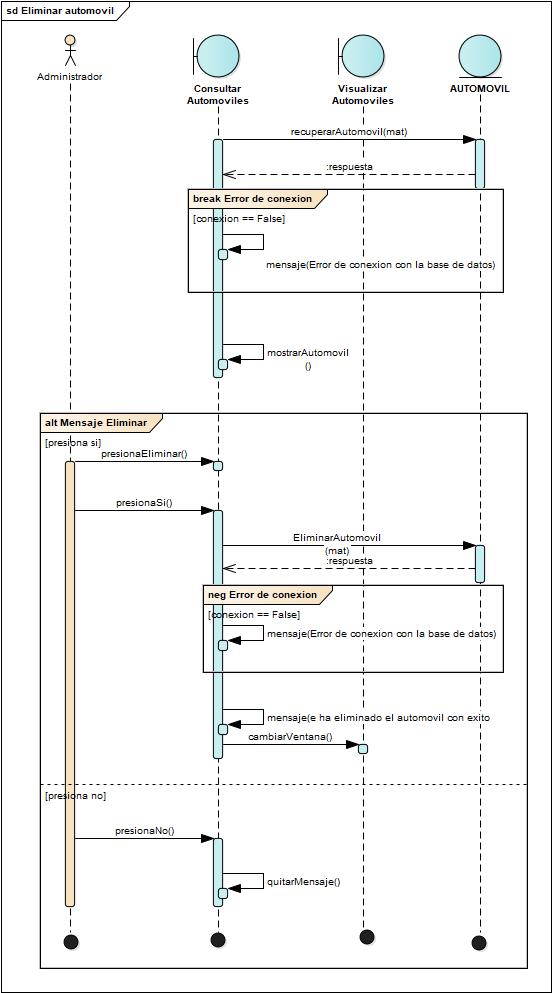 sd Eliminar automovil
Administrador
Consultar
Automoviles
Visualizar
Automoviles
AUTOMOVIL
recuperarAutomovil(mat)
:respuesta
break Error de conexion
[conexion == False]
mensaje(Error de conexion con la base de datos)
mostrarAutomovil
()
alt Mensaje Eliminar
[presiona si]
presionaEliminar()
presionaSi()
EliminarAutomovil
(mat)
:respuesta
neg Error de conexion
[conexion == False]
mensaje(Error de conexion con la base de datos)
mensaje(e ha eliminado el automovil con exito
cambiarVentana()
[presiona no]
presionaNo()
quitarMensaje()